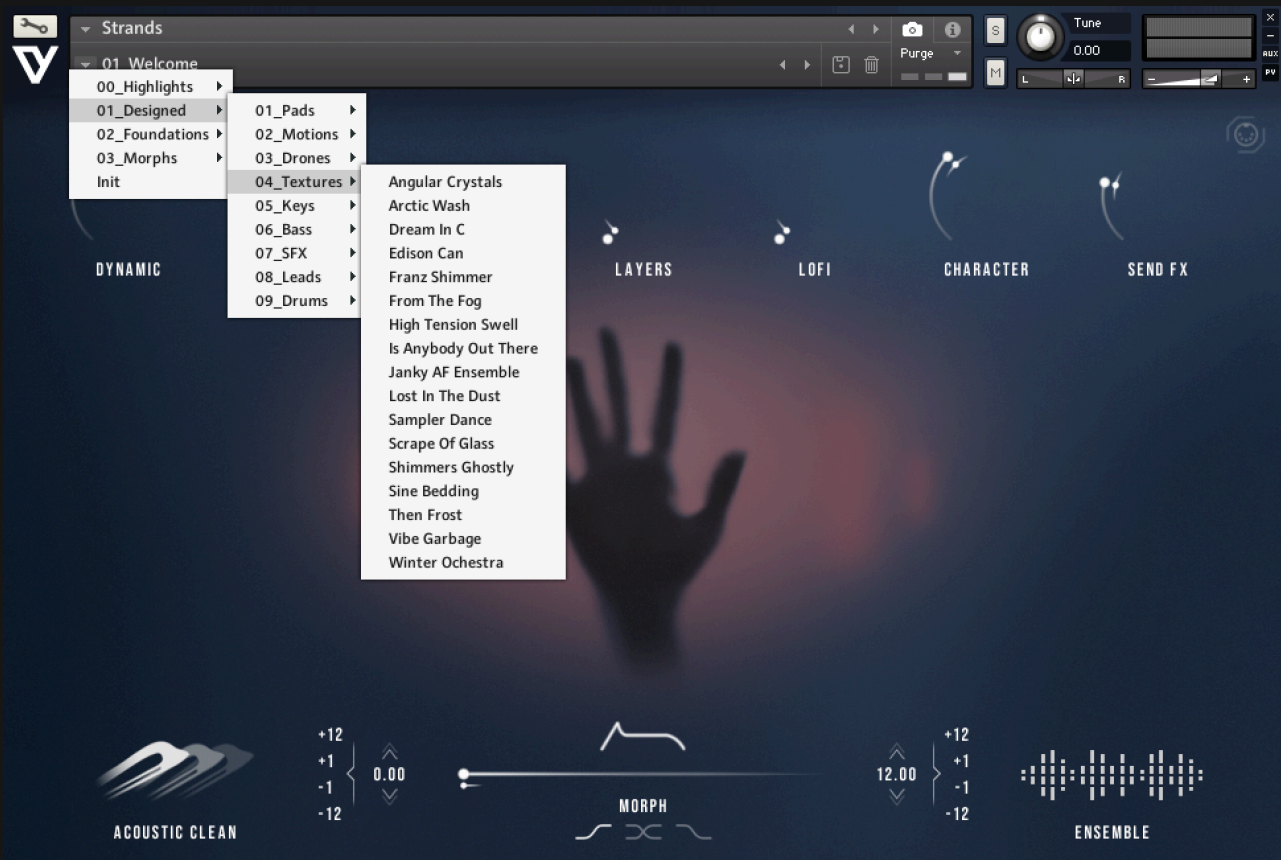 Strands
01 Welcome
Purge
S
M
Tune
0.00
L
R
−
+
×
−
AUX
PV
00_Highlights
01_Designed
02_Foundations
03_Morphs
Init
01_Pads
02_Motions
03_Drones
04_Textures
05_Keys
06_Bass
07_SFX
08_Leads
09_Drums
Angular Crystals
Arctic Wash
Dream In C
Edison Can
Franz Shimmer
From The Fog
High Tension Swell
Is Anybody Out There
Janky AF Ensemble
Lost In The Dust
Sampler Dance
Scrape Of Glass
Shimmers Ghostly
Sine Bedding
Then Frost
Vibe Garbage
Winter Ochestra
DYNAMIC
LAYERS
LOFI
CHARACTER
SEND FX
+12
+1
-1
-12
0.00
MORPH
12.00
+12
+1
-1
-12
ACOUSTIC CLEAN
ENSEMBLE